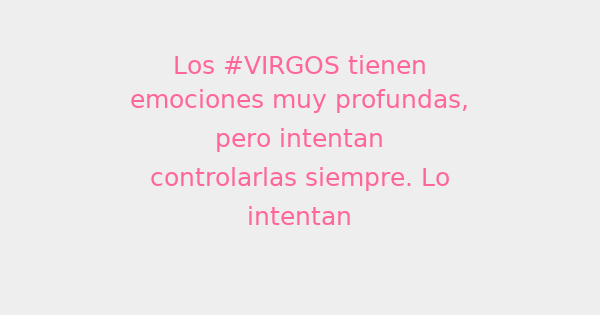 Los #VIRGOS tienen
emociones muy profundas,
pero intentan
controlarlas siempre. Lo
intentan